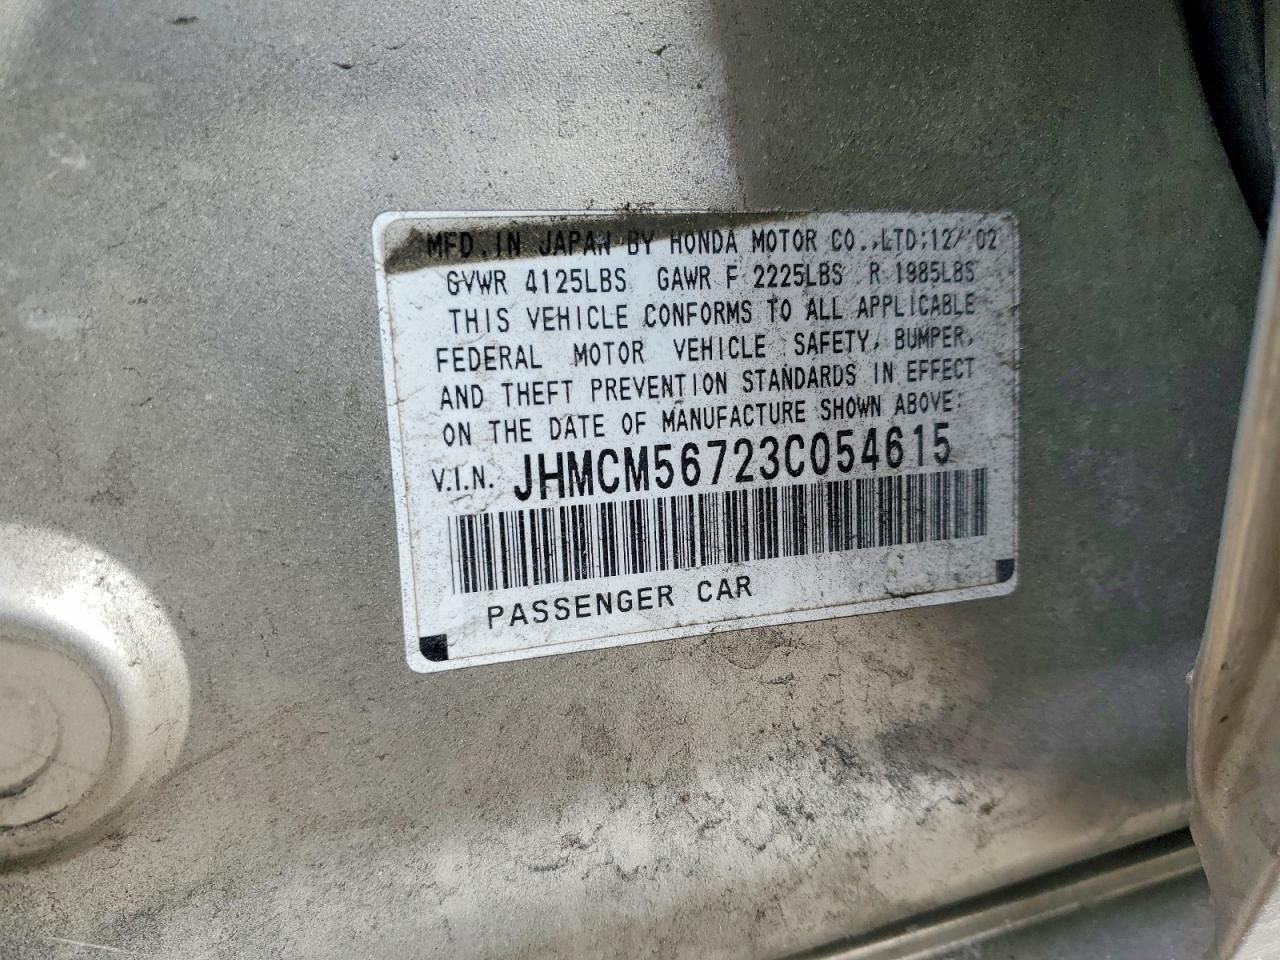 MFD. IN JAPAN BY HONDA MOTOR CO.,LTD;12/'02
GVWR 4125LBS GAWR F 2225LBS R 1985LBS
THIS VEHICLE CONFORMS TO ALL APPLICABLE
FEDERAL MOTOR VEHICLE SAFETY, BUMPER,
AND THEFT PREVENTION STANDARDS IN EFFECT
ON THE DATE OF MANUFACTURE SHOWN ABOVE:
V.I.N. JHMCM56723C054615
PASSENGER CAR